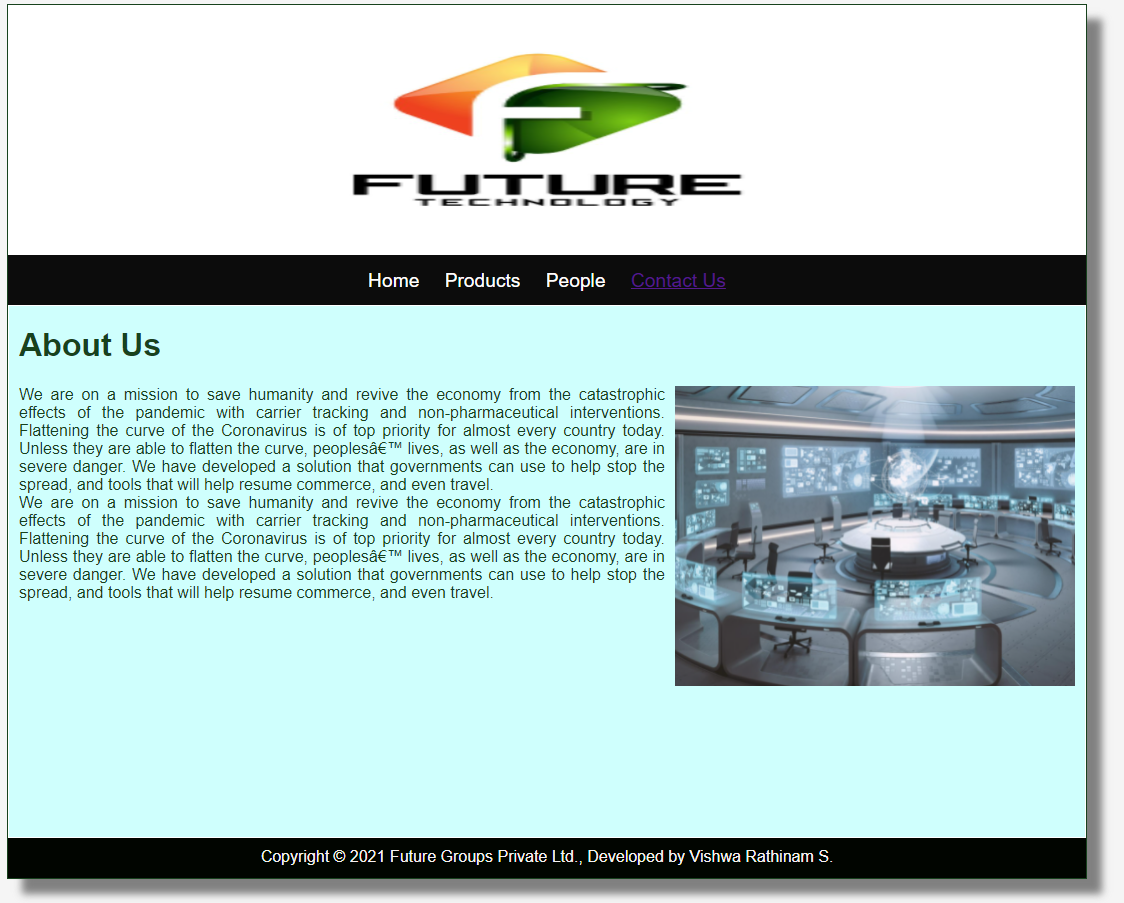 FUTURE
TECHNOLOGY
Home Products People Contact Us
About Us
We are on a mission to save humanity and revive the economy from the catastrophic
effects of the pandemic with carrier tracking and non-pharmaceutical interventions.
Flattening the curve of the Coronavirus is of top priority for almost every country today.
Unless they are able to flatten the curve, peoplesâ€™ lives, as well as the economy, are in
severe danger. We have developed a solution that governments can use to help stop the
spread, and tools that will help resume commerce, and even travel.
We are on a mission to save humanity and revive the economy from the catastrophic
effects of the pandemic with carrier tracking and non-pharmaceutical interventions.
Flattening the curve of the Coronavirus is of top priority for almost every country today.
Unless they are able to flatten the curve, peoplesâ€™ lives, as well as the economy, are in
severe danger. We have developed a solution that governments can use to help stop the
spread, and tools that will help resume commerce, and even travel.
Copyright © 2021 Future Groups Private Ltd., Developed by Vishwa Rathinam S.